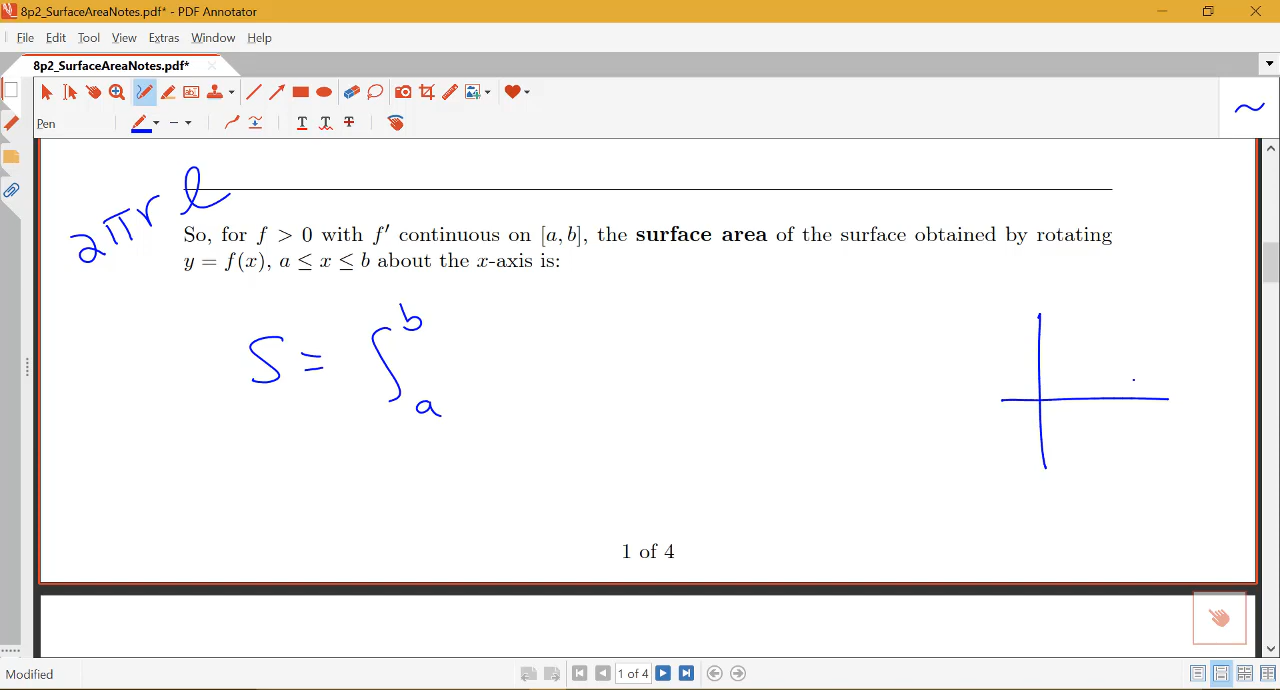 8p2_SurfaceAreaNotes.pdf* - PDF Annotator
File Edit Tool View Extras Window Help
8p2_SurfaceAreaNotes.pdf*
Pen
2πr l
So, for f > 0 with f′ continuous on [a, b], the surface area of the surface obtained by rotating
y = f(x), a ≤ x ≤ b about the x-axis is:
S = ∫_a^b
1 of 4
Modified
1 of 4